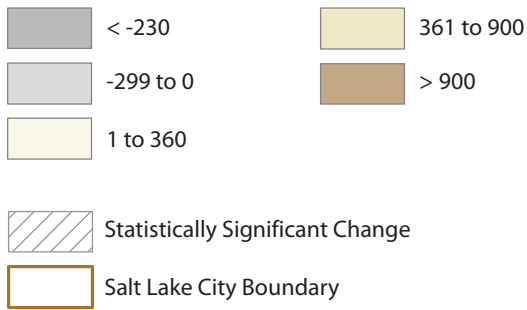 < -230
-299 to 0
1 to 360
361 to 900
> 900
Statistically Significant Change
Salt Lake City Boundary